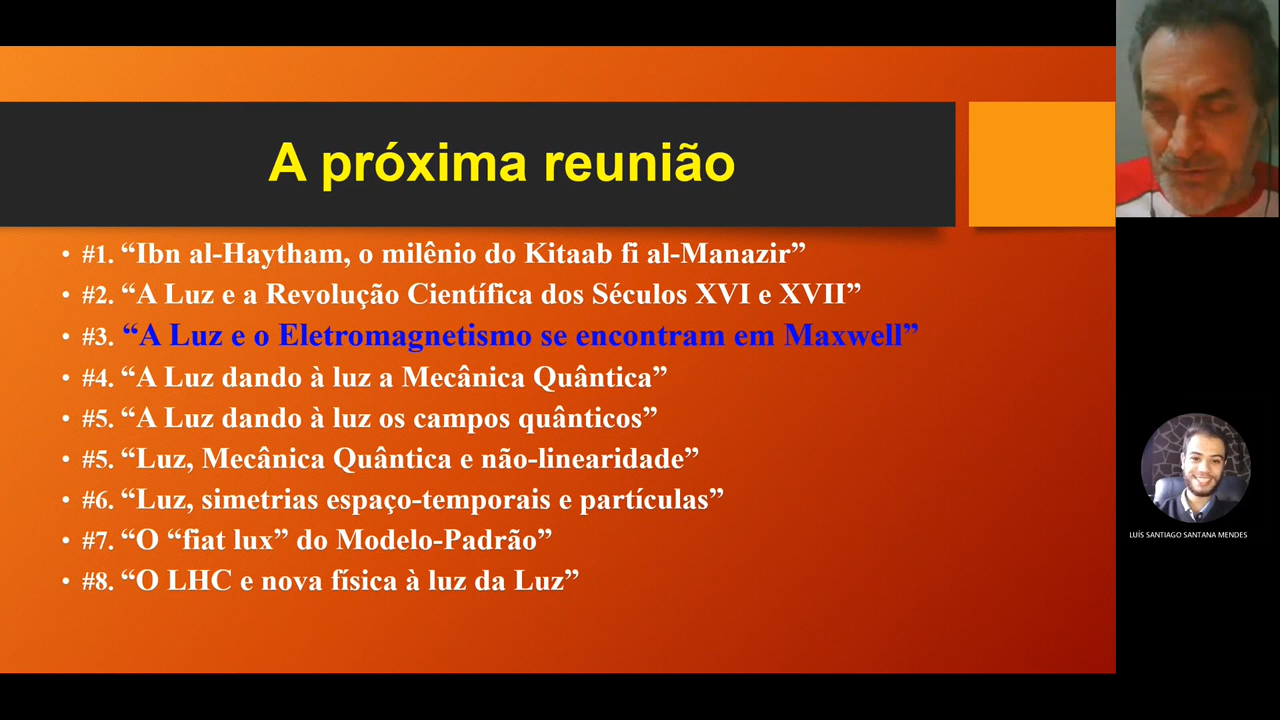 A próxima reunião
• #1. “Ibn al-Haytham, o milênio do Kitaab fi al-Manazir”
• #2. “A Luz e a Revolução Científica dos Séculos XVI e XVII”
• #3. “A Luz e o Eletromagnetismo se encontram em Maxwell”
• #4. “A Luz dando à luz a Mecânica Quântica”
• #5. “A Luz dando à luz os campos quânticos”
• #5. “Luz, Mecânica Quântica e não-linearidade”
• #6. “Luz, simetrias espaço-temporais e partículas”
• #7. “O “fiat lux” do Modelo-Padrão”
• #8. “O LHC e nova física à luz da Luz”
LUÍS SANTIAGO SANTANA MENDES